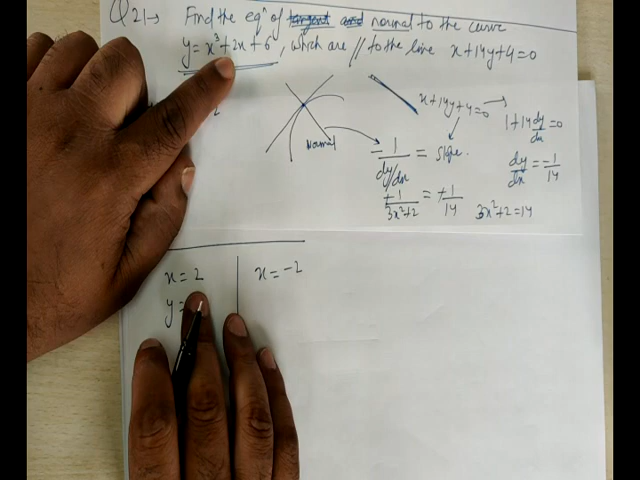 Q21→ Find the eqⁿ of tangent and normal to the curve
y = x³+2x+6, which are // to the line x+14y+4=0
2
x+14y+4=0 →
1+14 dy/dx = 0
Normal
-1/(dy/dx) = slope.
dy/dx = -1/14
+1/(3x²+2) = +1/14
3x²+2=14
x = 2
x = -2
y =